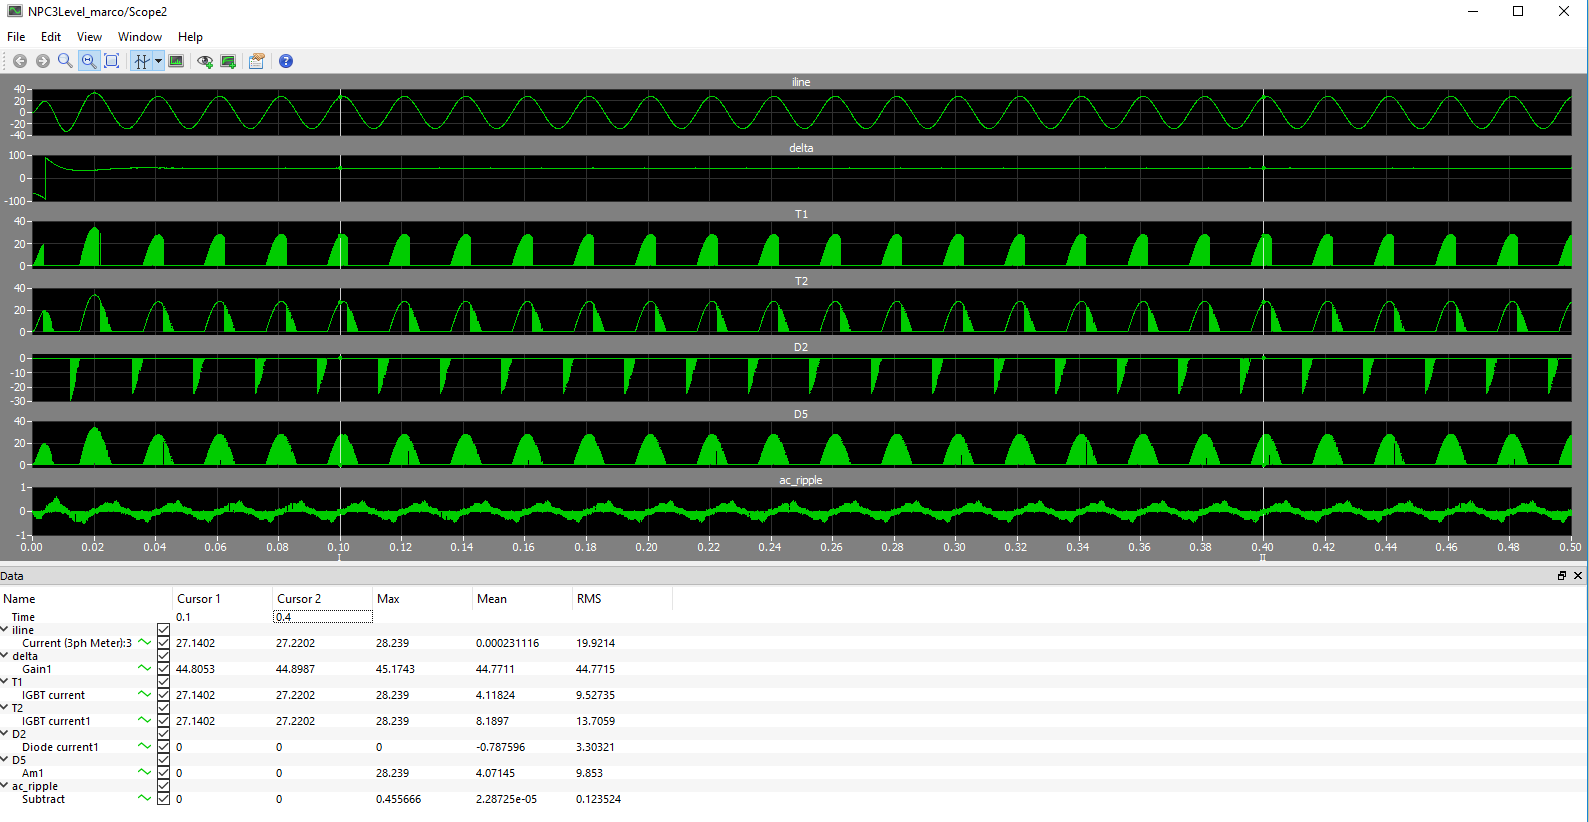 NPC3Level_marco/Scope2
File Edit View Window Help
iline
40
20
0
-20
-40
delta
100
0
-100
T1
40
20
0
T2
40
20
0
D2
0
-10
-20
-30
D5
40
20
0
ac_ripple
1
0
-1
0.00 0.02 0.04 0.06 0.08 0.10 0.12 0.14 0.16 0.18 0.20 0.22 0.24 0.26 0.28 0.30 0.32 0.34 0.36 0.38 0.40 0.42 0.44 0.46 0.48 0.50
I II
Data
Name Cursor 1 Cursor 2 Max Mean RMS
Time 0.1 0.4
iline
Current (3ph Meter):3 27.1402 27.2202 28.239 0.000231116 19.9214
delta
Gain1 44.8053 44.8987 45.1743 44.7711 44.7715
T1
IGBT current 27.1402 27.2202 28.239 4.11824 9.52735
T2
IGBT current1 27.1402 27.2202 28.239 8.1897 13.7059
D2
Diode current1 0 0 0 -0.787596 3.30321
D5
Am1 0 0 28.239 4.07145 9.853
ac_ripple
Subtract 0 0 0.455666 2.28725e-05 0.123524